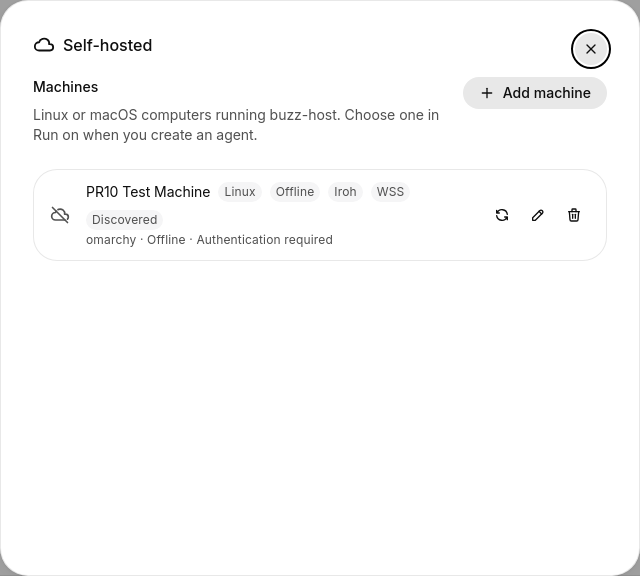 Self-hosted
Machines
Add machine
Linux or macOS computers running buzz-host. Choose one in
Run on when you create an agent.
PR10 Test Machine Linux Offline Iroh WSS
Discovered
omarchy · Offline · Authentication required